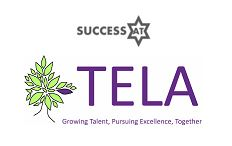 SUCCESS AT
TELA
Growing Talent, Pursuing Excellence, Together